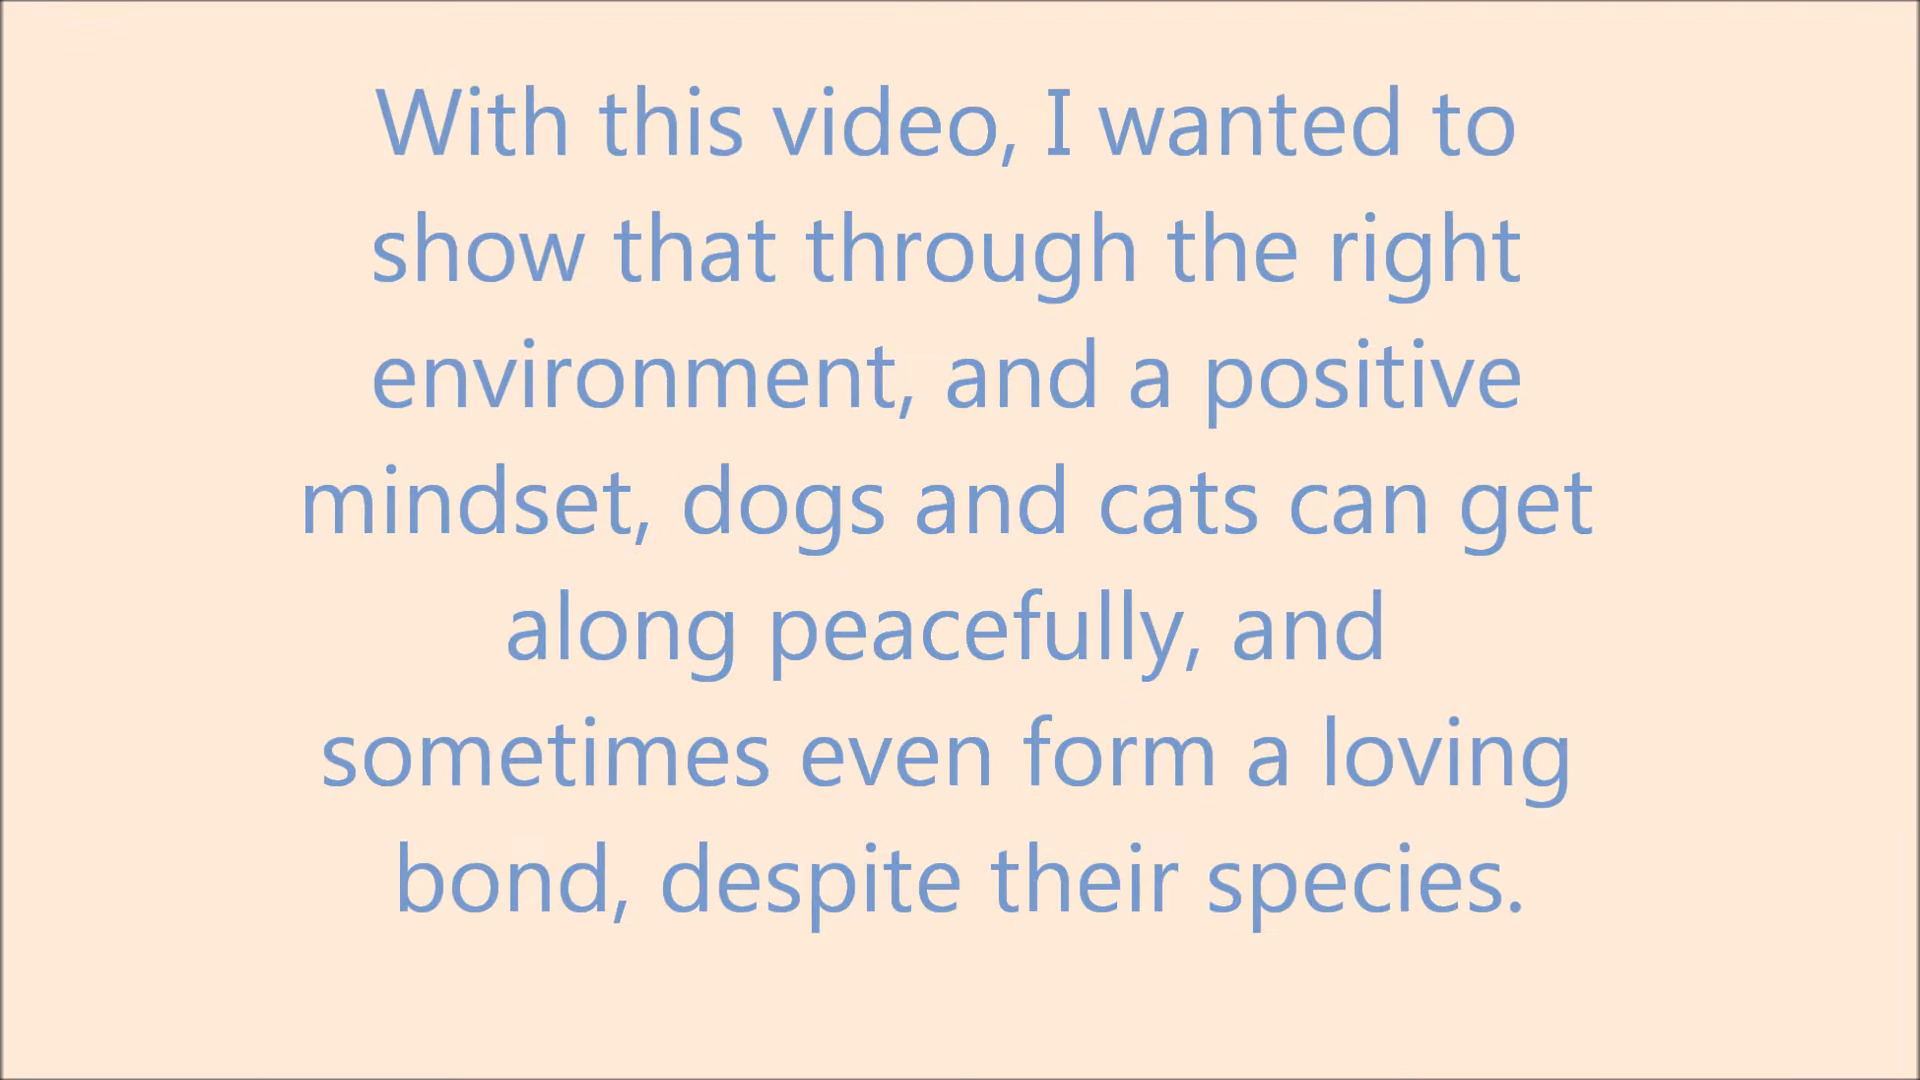 With this video, I wanted to
show that through the right
environment, and a positive
mindset, dogs and cats can get
along peacefully, and
sometimes even form a loving
bond, despite their species.